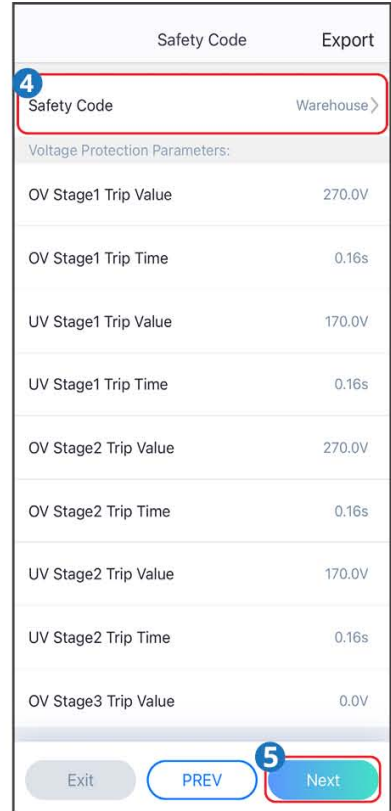 Safety Code Export
4
Safety Code Warehouse
Voltage Protection Parameters:
OV Stage1 Trip Value 270.0V
OV Stage1 Trip Time 0.16s
UV Stage1 Trip Value 170.0V
UV Stage1 Trip Time 0.16s
OV Stage2 Trip Value 270.0V
OV Stage2 Trip Time 0.16s
UV Stage2 Trip Value 170.0V
UV Stage2 Trip Time 0.16s
OV Stage3 Trip Value 0.0V
5
Exit PREV Next